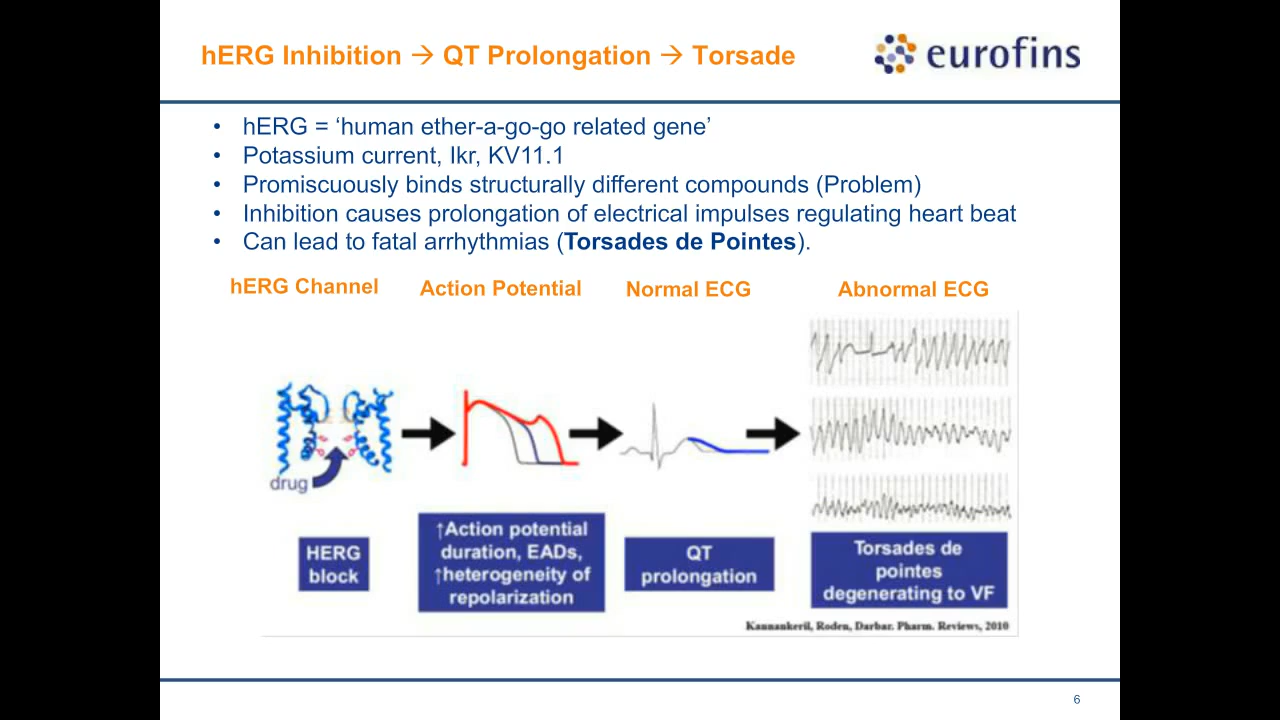 hERG Inhibition → QT Prolongation → Torsade
eurofins
• hERG = ‘human ether-a-go-go related gene’
• Potassium current, Ikr, KV11.1
• Promiscuously binds structurally different compounds (Problem)
• Inhibition causes prolongation of electrical impulses regulating heart beat
• Can lead to fatal arrhythmias (Torsades de Pointes).
hERG Channel
Action Potential
Normal ECG
Abnormal ECG
drug
HERG
block
↑Action potential
duration, EADs,
↑heterogeneity of
repolarization
QT
prolongation
Torsades de
pointes
degenerating to VF
Kannankeril, Roden, Darbar. Pharm. Reviews, 2010
6